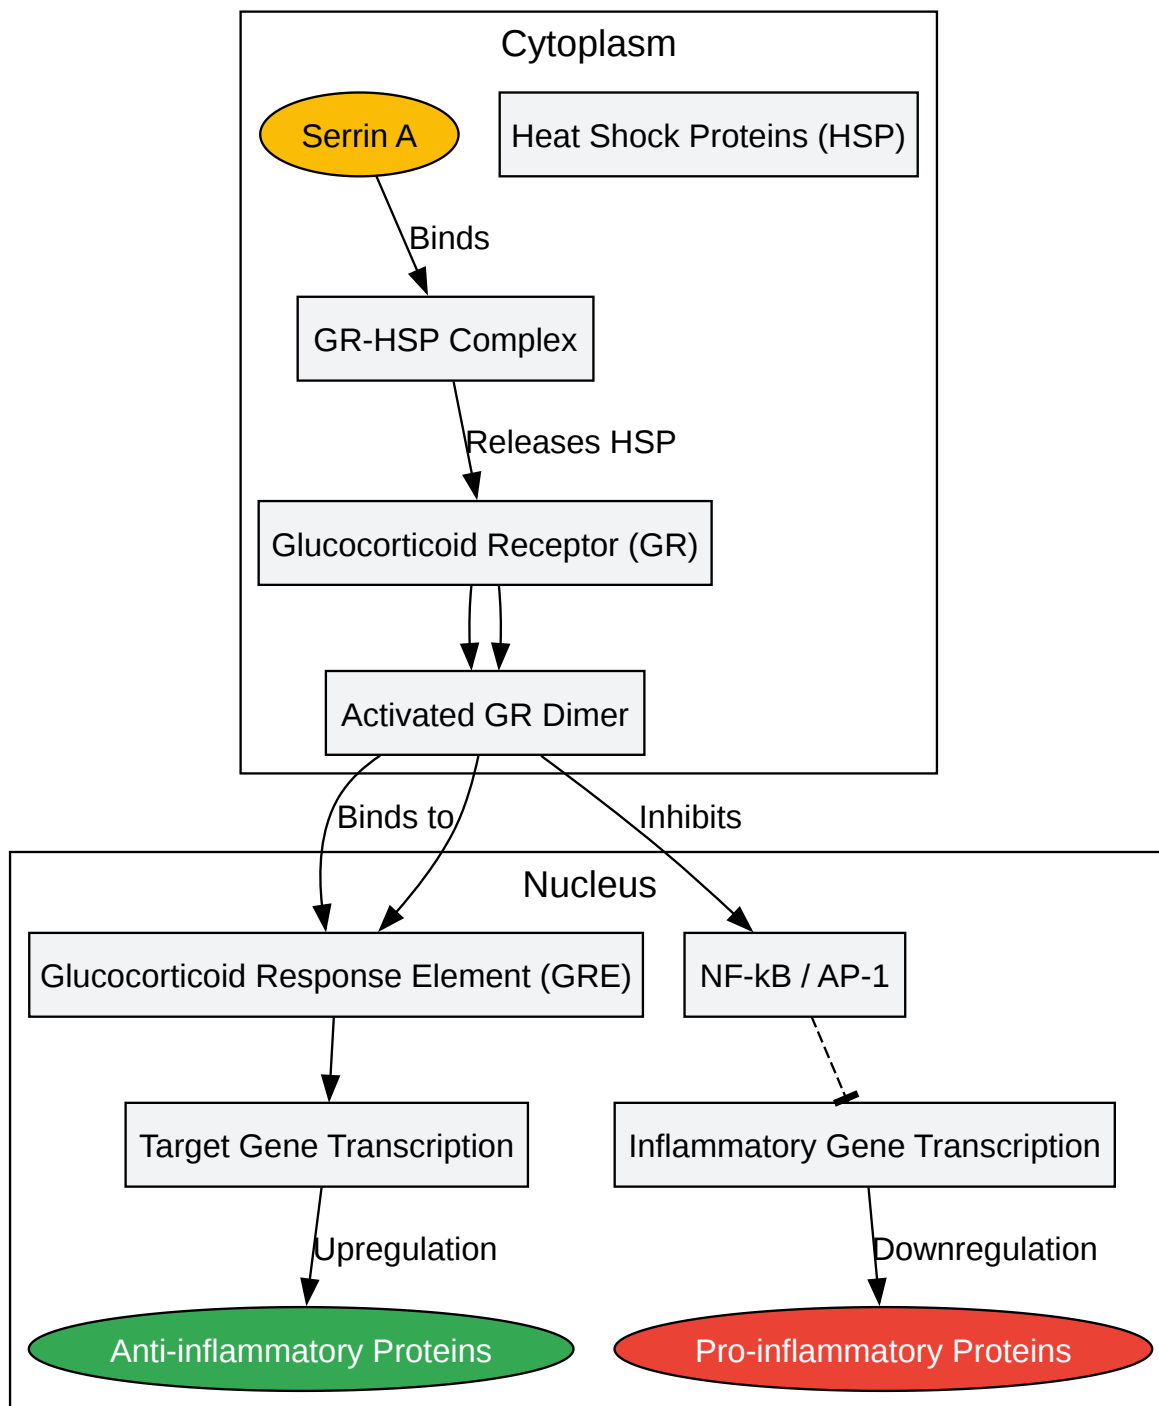 Cytoplasm
Serrin A
Heat Shock Proteins (HSP)
Binds
GR-HSP Complex
Releases HSP
Glucocorticoid Receptor (GR)
Activated GR Dimer
Binds to
Inhibits
Nucleus
Glucocorticoid Response Element (GRE)
NF-kB / AP-1
Target Gene Transcription
Inflammatory Gene Transcription
Upregulation
Downregulation
Anti-inflammatory Proteins
Pro-inflammatory Proteins